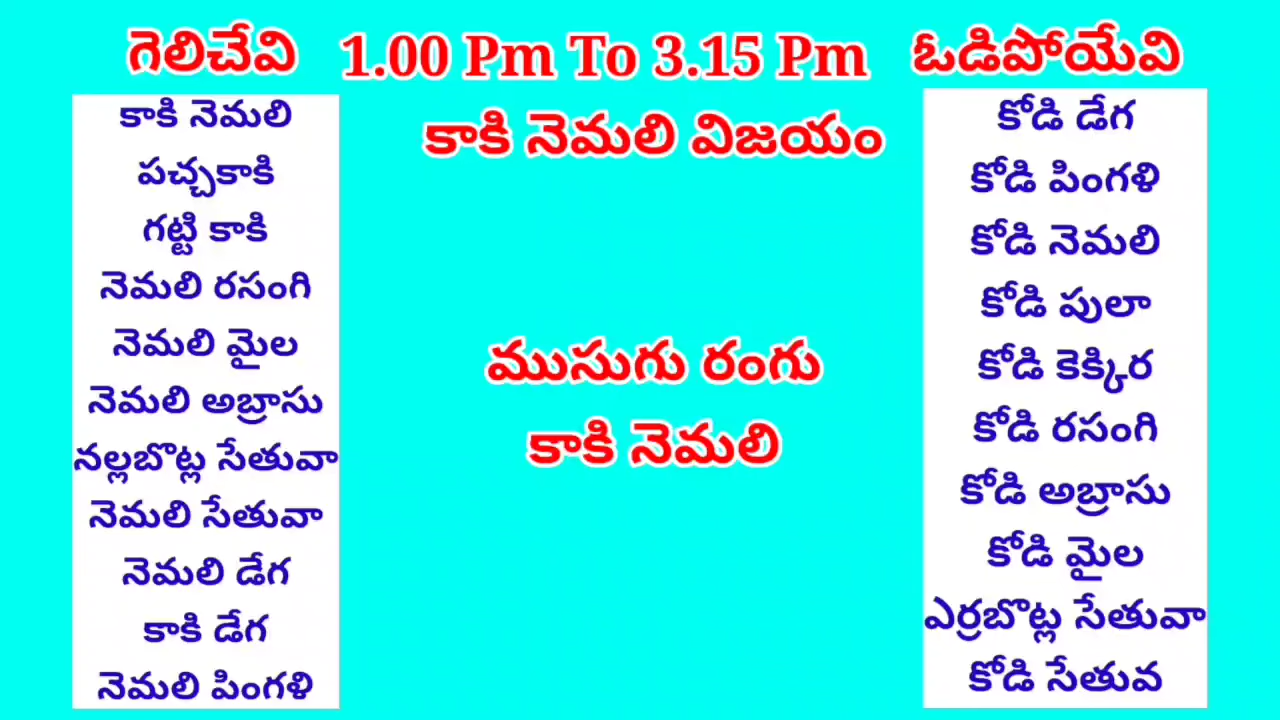 గెలిచేవి
1.00 Pm To 3.15 Pm
ఓడిపోయేవి
కాకి నెమలి విజయం
కాకి నెమలి
పచ్చకాకి
గట్టి కాకి
నెమలి రసంగి
నెమలి మైల
నెమలి అబ్రాసు
నల్లబొట్ల సేతువా
నెమలి సేతువా
నెమలి డేగ
కాకి డేగ
నెమలి పింగళి
ముసుగు రంగు
కాకి నెమలి
కోడి డేగ
కోడి పింగళి
కోడి నెమలి
కోడి పులా
కోడి కెక్కిర
కోడి రసంగి
కోడి అబ్రాసు
కోడి మైల
ఎర్రబొట్ల సేతువా
కోడి సేతువ